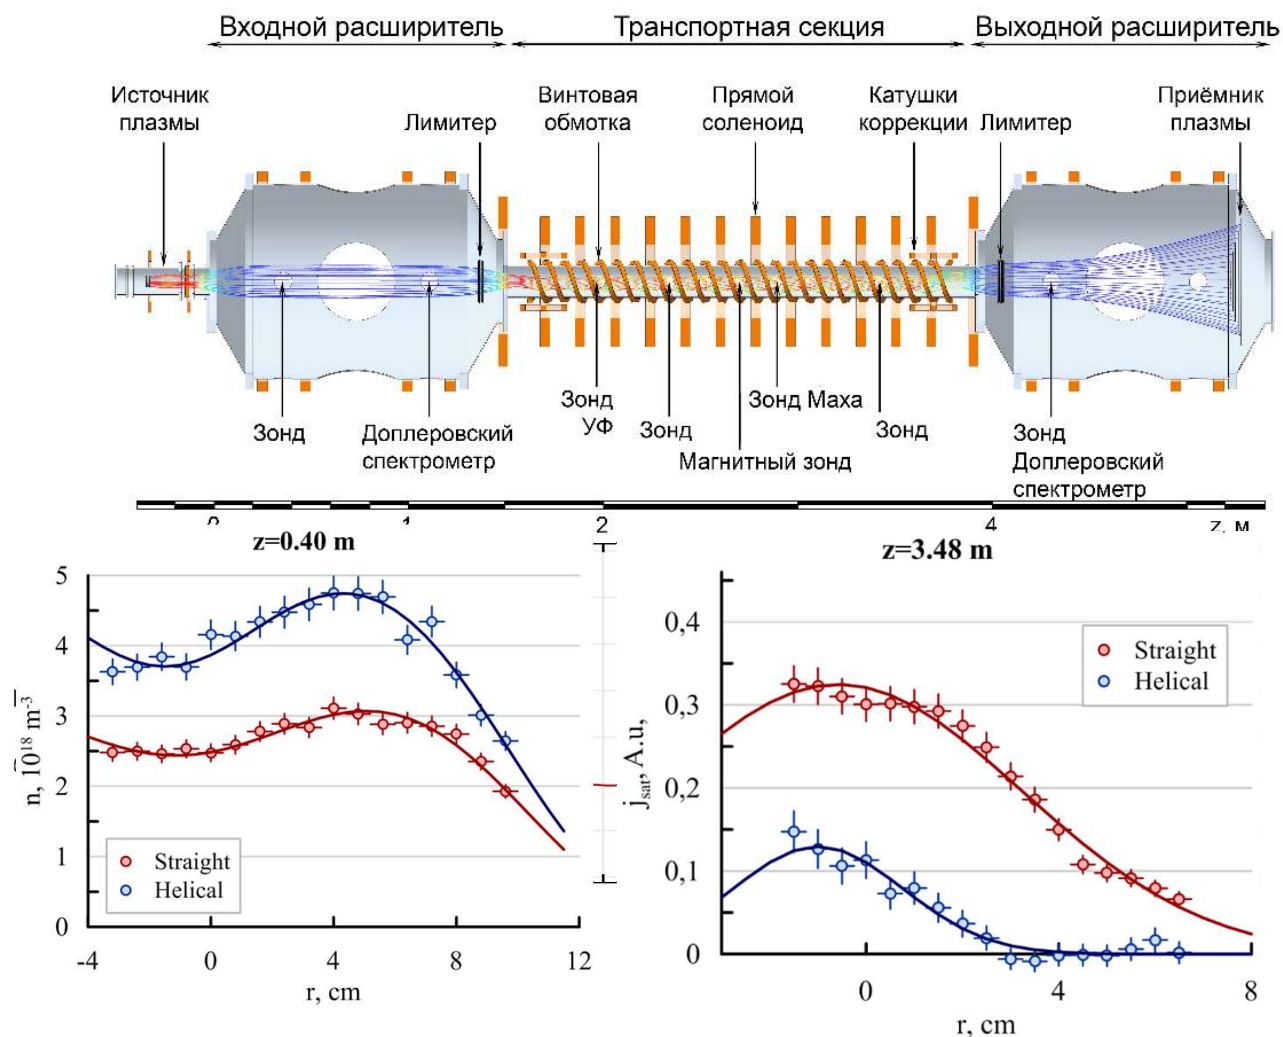 Входной расширитель
Транспортная секция
Выходной расширитель
Источник
плазмы
Лимитер
Винтовая
обмотка
Прямой
соленоид
Катушки
коррекции
Лимитер
Приёмник
плазмы
Зонд
Доплеровский
спектрометр
Зонд
УФ
Зонд
Магнитный зонд
Зонд Маха
Зонд
Зонд
Доплеровский
спектрометр
0
1
2
4
z, м
z=0.40 m
5
4
3
2
1
0
n, 10¹⁸ m⁻³
Straight
Helical
-4
0
4
8
12
r, cm
z=3.48 m
0,4
0,3
0,2
0,1
0
jsat, A.u,
Straight
Helical
0
4
8
r, cm